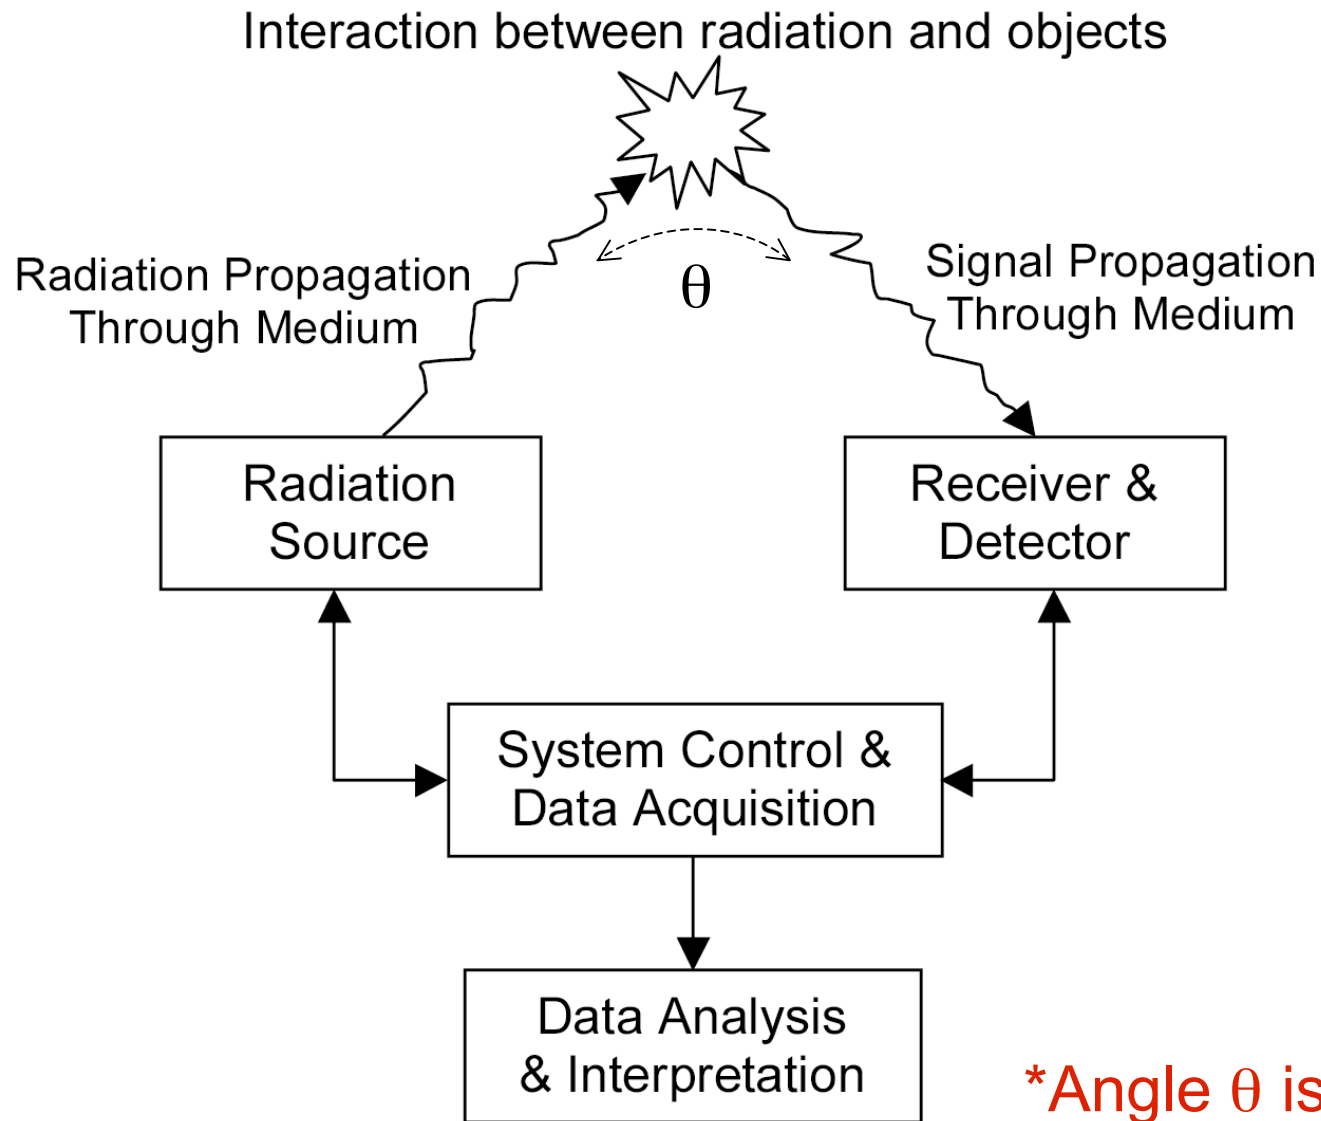 Interaction between radiation and objects
Radiation Propagation
Through Medium
θ
Signal Propagation
Through Medium
Radiation
Source
Receiver &
Detector
System Control &
Data Acquisition
Data Analysis
& Interpretation
*Angle θ is